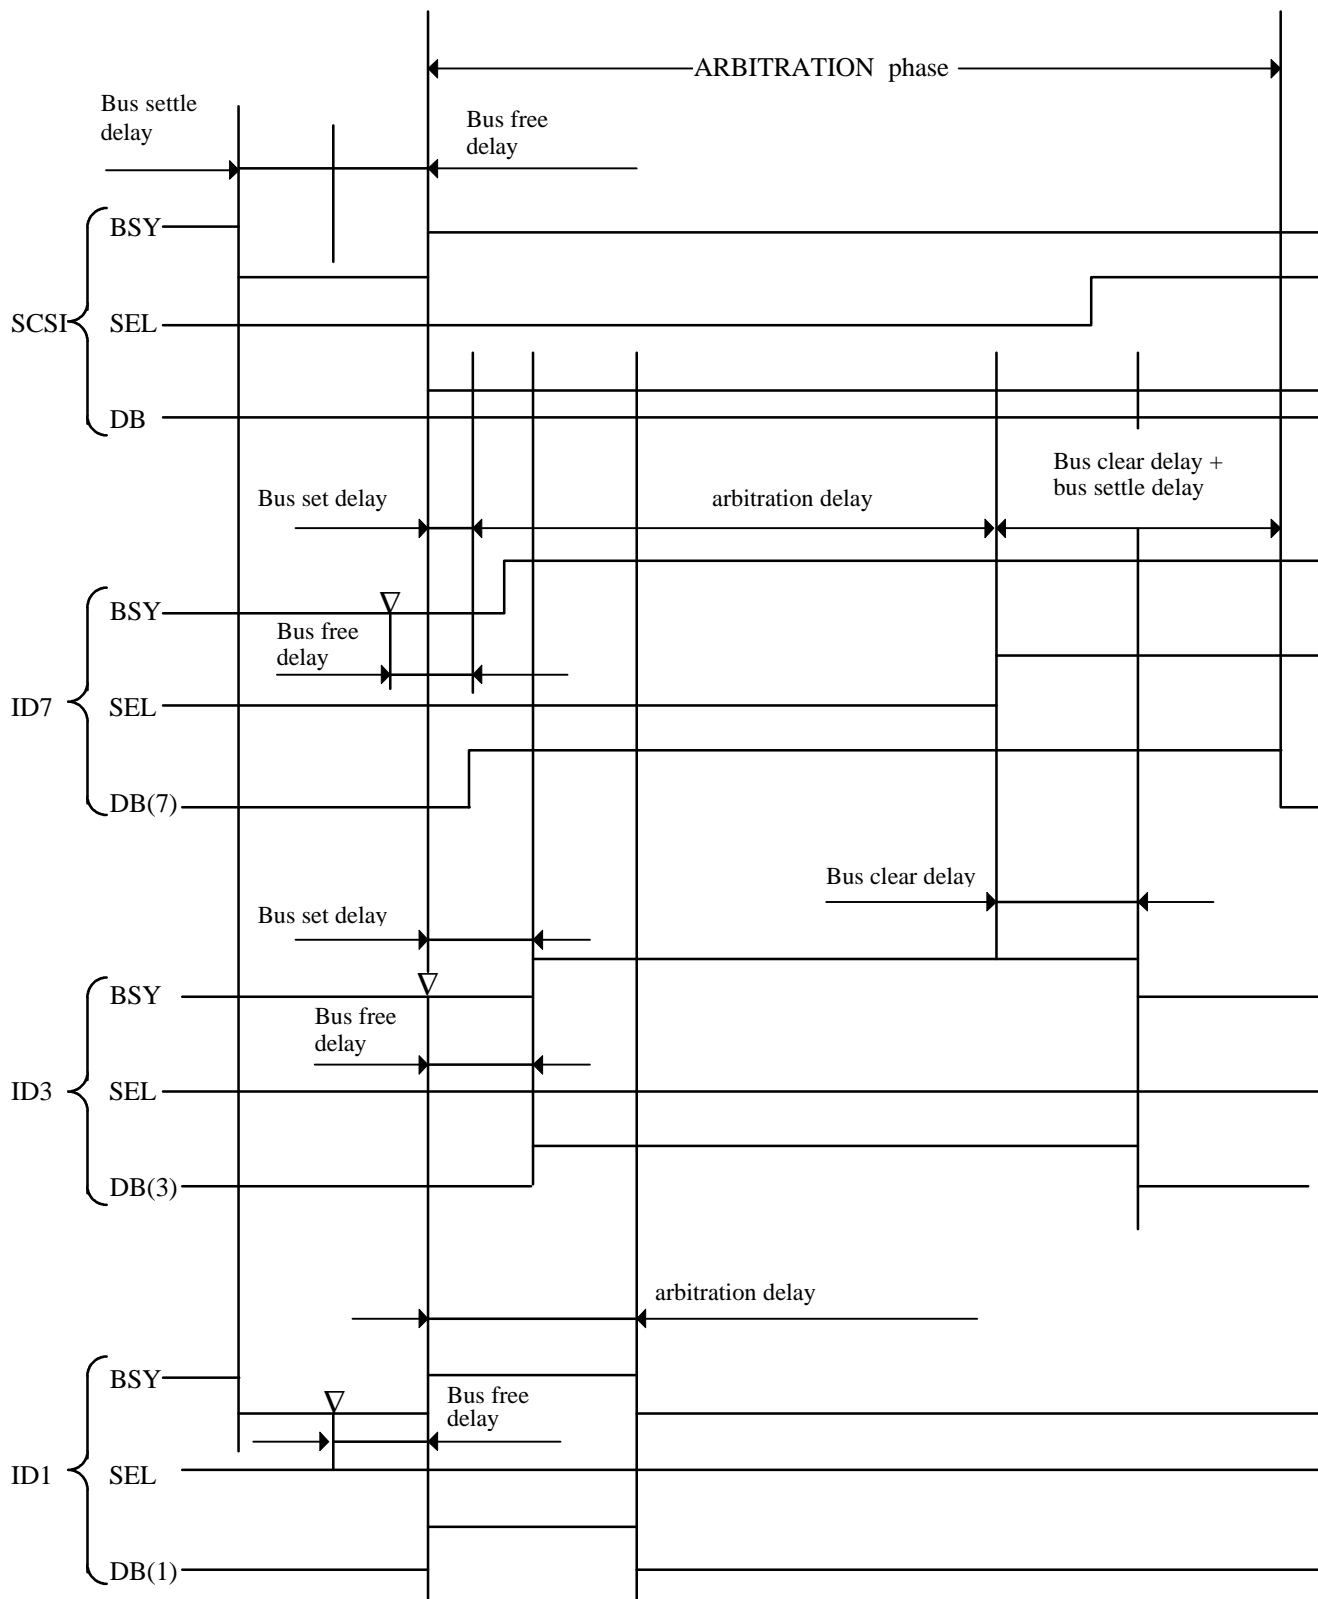 ARBITRATION phase
Bus settle
delay
Bus free
delay
BSY
SCSI
SEL
DB
Bus clear delay +
bus settle delay
Bus set delay
arbitration delay
BSY
Bus free
delay
ID7
SEL
DB(7)
Bus clear delay
Bus set delay
BSY
Bus free
delay
ID3
SEL
DB(3)
arbitration delay
BSY
Bus free
delay
ID1
SEL
DB(1)